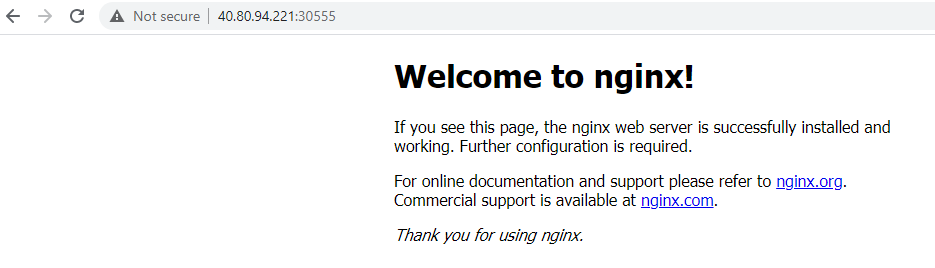 Not secure | 40.80.94.221:30555
Welcome to nginx!
If you see this page, the nginx web server is successfully installed and
working. Further configuration is required.
For online documentation and support please refer to nginx.org.
Commercial support is available at nginx.com.
Thank you for using nginx.